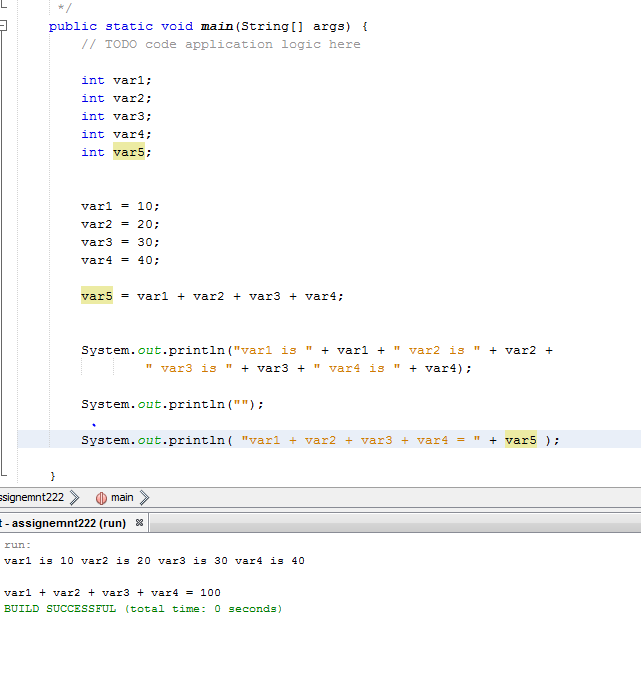 */
public static void main(String[] args) {
// TODO code application logic here
int var1;
int var2;
int var3;
int var4;
int var5;
var1 = 10;
var2 = 20;
var3 = 30;
var4 = 40;
var5 = var1 + var2 + var3 + var4;
System.out.println("var1 is " + var1 + " var2 is " + var2 +
" var3 is " + var3 + " var4 is " + var4);
System.out.println("");
System.out.println( "var1 + var2 + var3 + var4 = " + var5 );
}
ssignemnt222 main
t - assignemnt222 (run)
run:
var1 is 10 var2 is 20 var3 is 30 var4 is 40
var1 + var2 + var3 + var4 = 100
BUILD SUCCESSFUL (total time: 0 seconds)